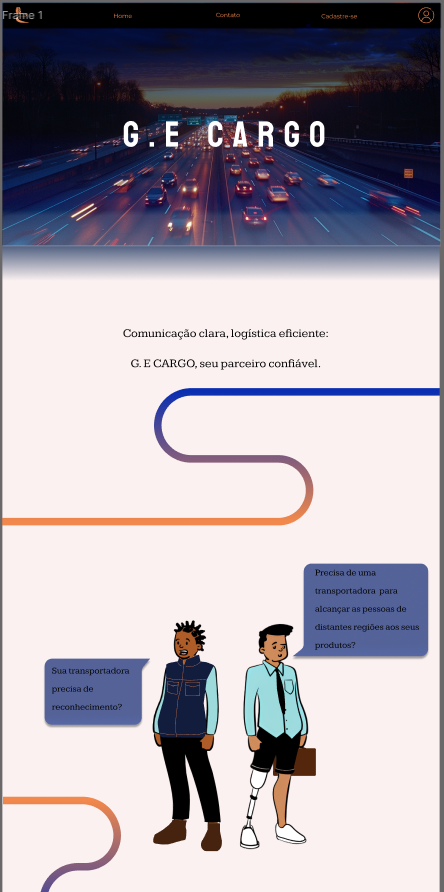 Frame 1
Home
Contato
Cadastre-se
G.E CARGO
Comunicação clara, logística eficiente:
G. E CARGO, seu parceiro confiável.
Precisa de uma
transportadora para
alcançar as pessoas de
distantes regiões aos seus
produtos?
Sua transportadora
precisa de
reconhecimento?